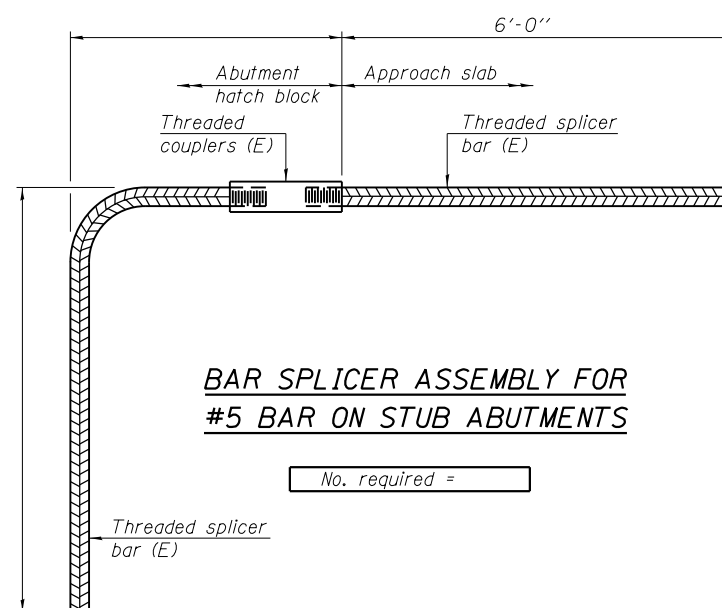 6'-0"
Abutment
hatch block
Approach slab
Threaded
couplers (E)
Threaded splicer
bar (E)
BAR SPLICER ASSEMBLY FOR
#5 BAR ON STUB ABUTMENTS
No. required =
Threaded splicer
bar (E)